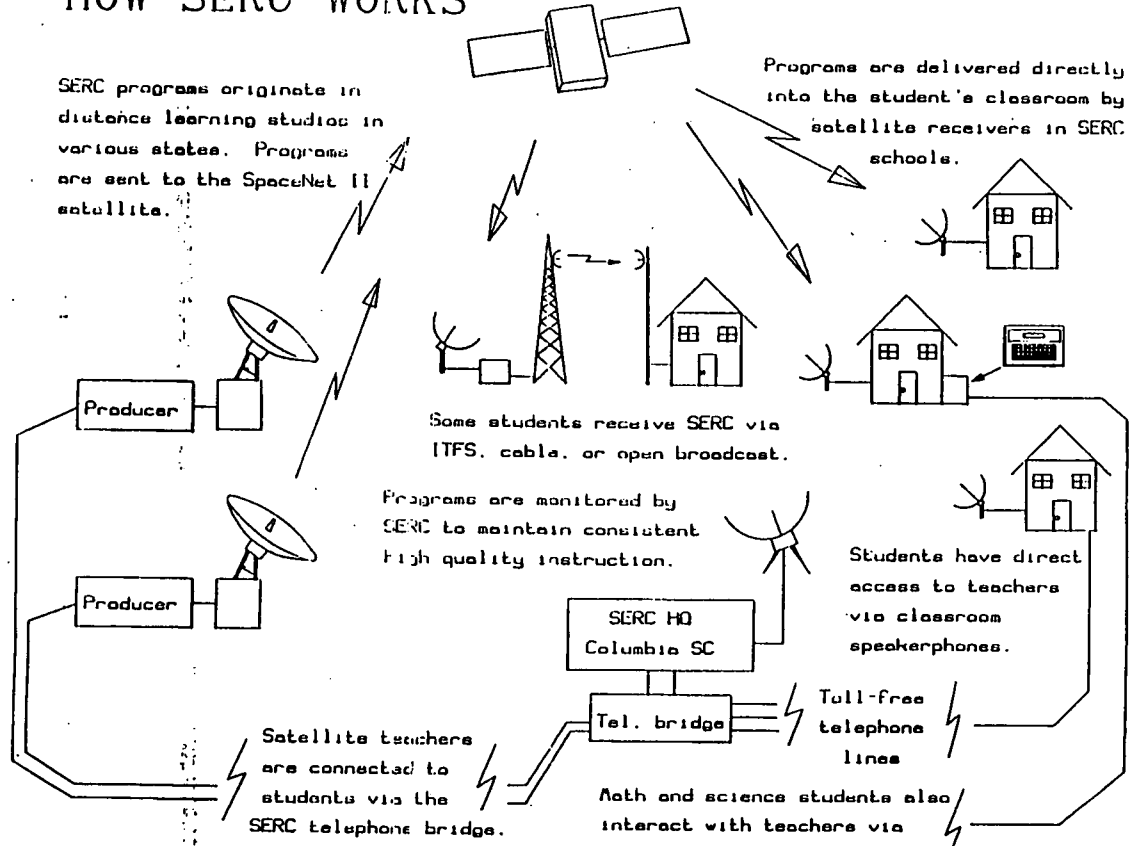 HOW SERC WORKS
SERC programs originate in
distance learning studios in
various states. Programs
are sent to the SpaceNet II
satellite.
Programs are delivered directly
into the student's classroom by
satellite receivers in SERC
schools.
Producer
Some students receive SERC via
ITFS, cable, or open broadcast.
Programs are monitored by
SERC to maintain consistent
high quality instruction.
Producer
Students have direct
access to teachers
via classroom
speakerphones.
SERC HQ
Columbia SC
Tel. bridge
Toll-free
telephone
lines
Satellite teachers
are connected to
students via the
SERC telephone bridge.
Math and science students also
interact with teachers via